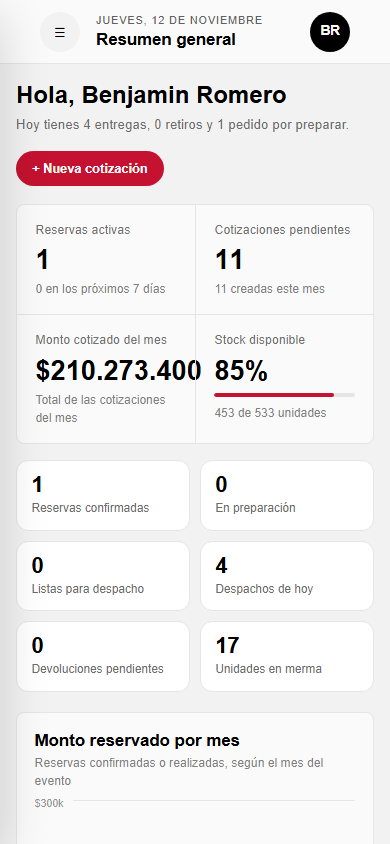 ☰
JUEVES, 12 DE NOVIEMBRE
Resumen general
BR
Hola, Benjamin Romero
Hoy tienes 4 entregas, 0 retiros y 1 pedido por preparar.
+ Nueva cotización
Reservas activas
1
0 en los próximos 7 días
Cotizaciones pendientes
11
11 creadas este mes
Monto cotizado del mes
$210.273.400
Total de las cotizaciones
del mes
Stock disponible
85%
453 de 533 unidades
1
Reservas confirmadas
0
En preparación
0
Listas para despacho
4
Despachos de hoy
0
Devoluciones pendientes
17
Unidades en merma
Monto reservado por mes
Reservas confirmadas o realizadas, según el mes del
evento
$300k